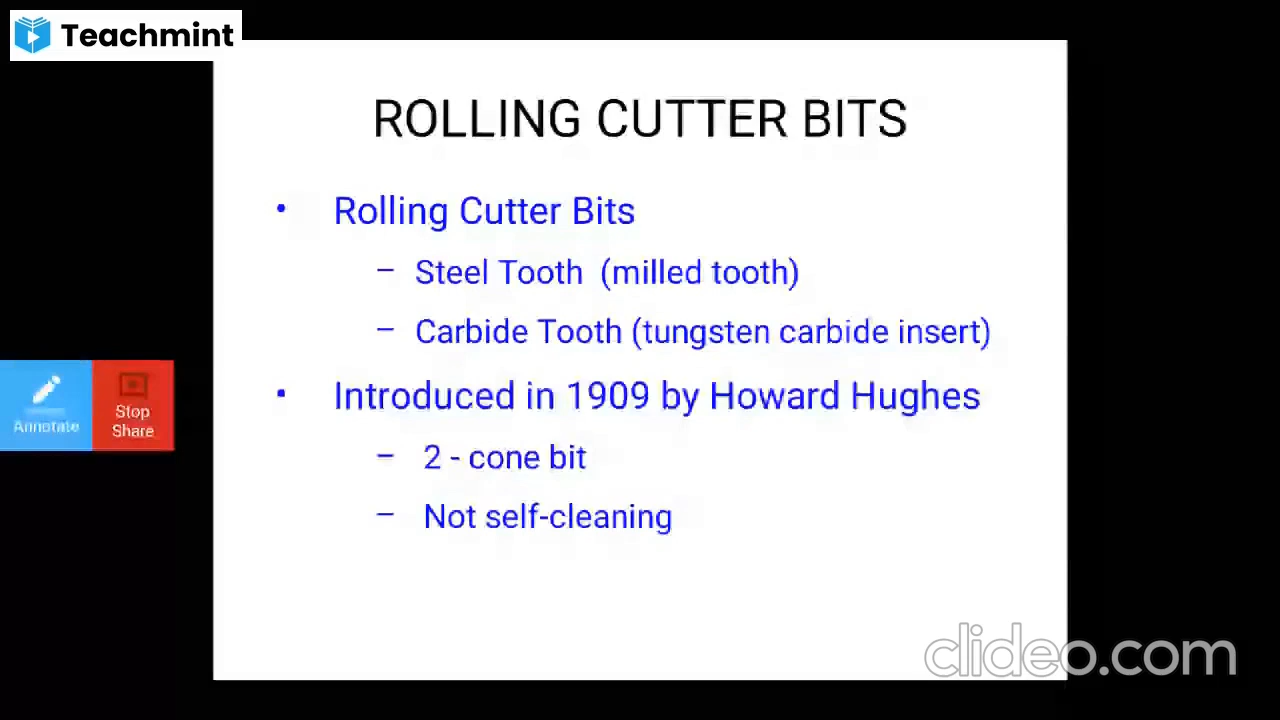 Teachmint
ROLLING CUTTER BITS
• Rolling Cutter Bits
– Steel Tooth (milled tooth)
– Carbide Tooth (tungsten carbide insert)
• Introduced in 1909 by Howard Hughes
– 2 - cone bit
– Not self-cleaning
Annotate
Stop
Share
clideo.com